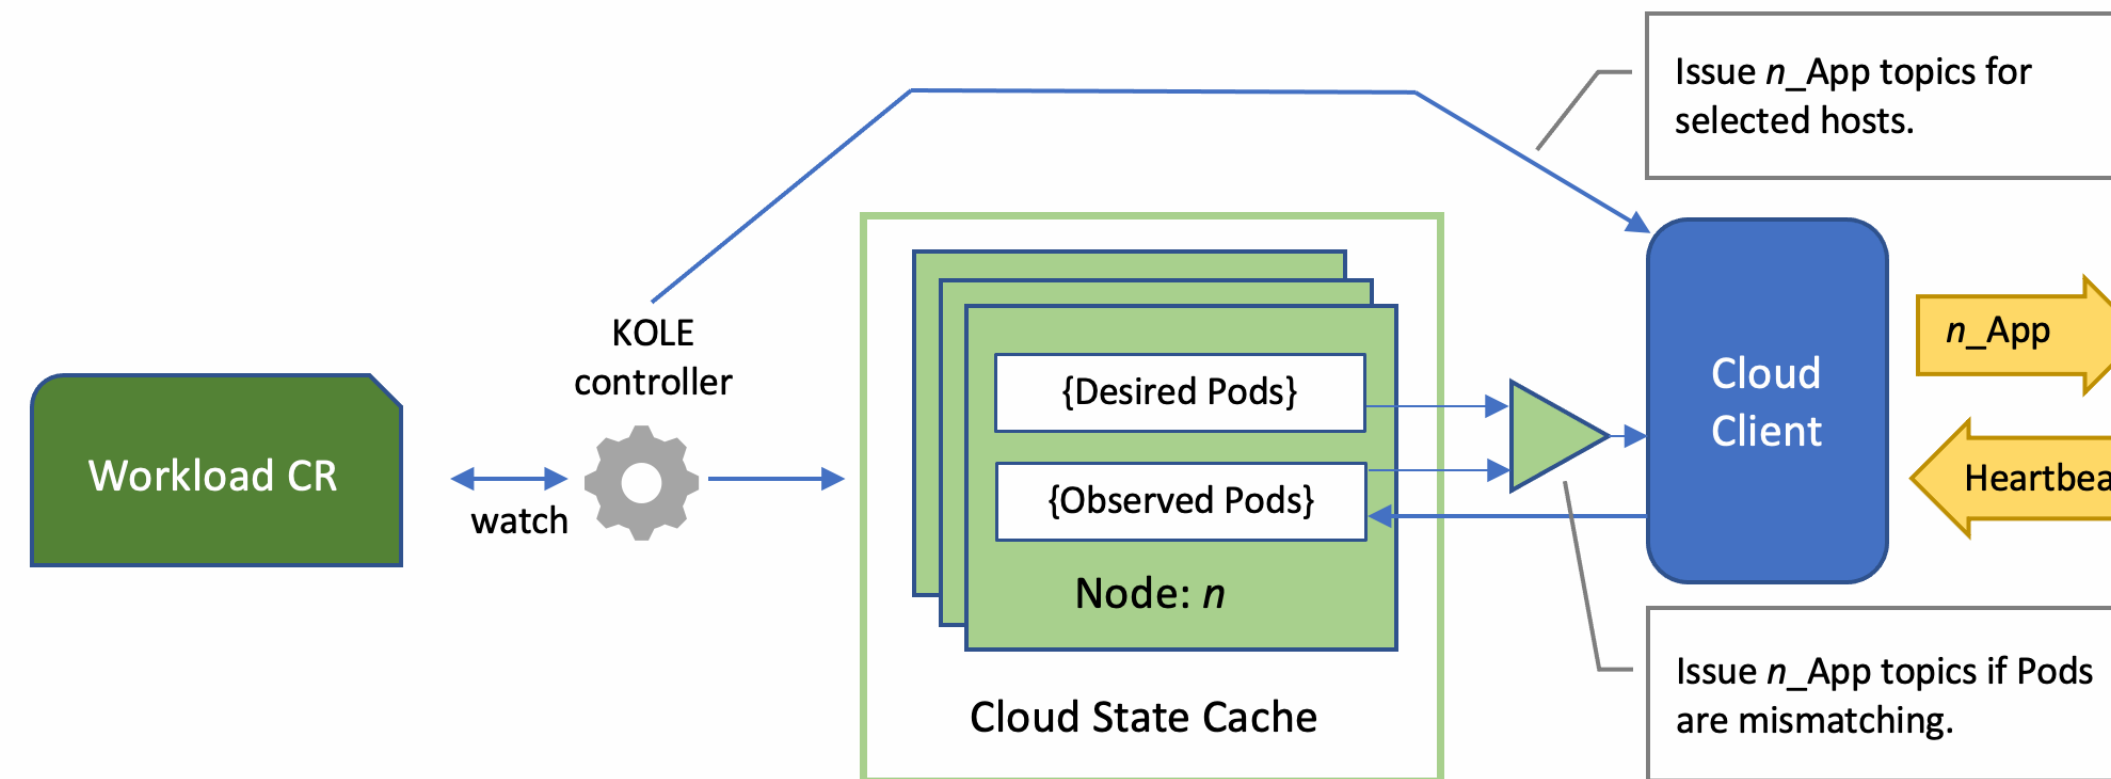 Issue n_App topics for
selected hosts.
KOLE
controller
Workload CR
watch
{Desired Pods}
{Observed Pods}
Node: n
Cloud State Cache
Cloud
Client
n_App
Issue n_App topics if Pods
are mismatching.